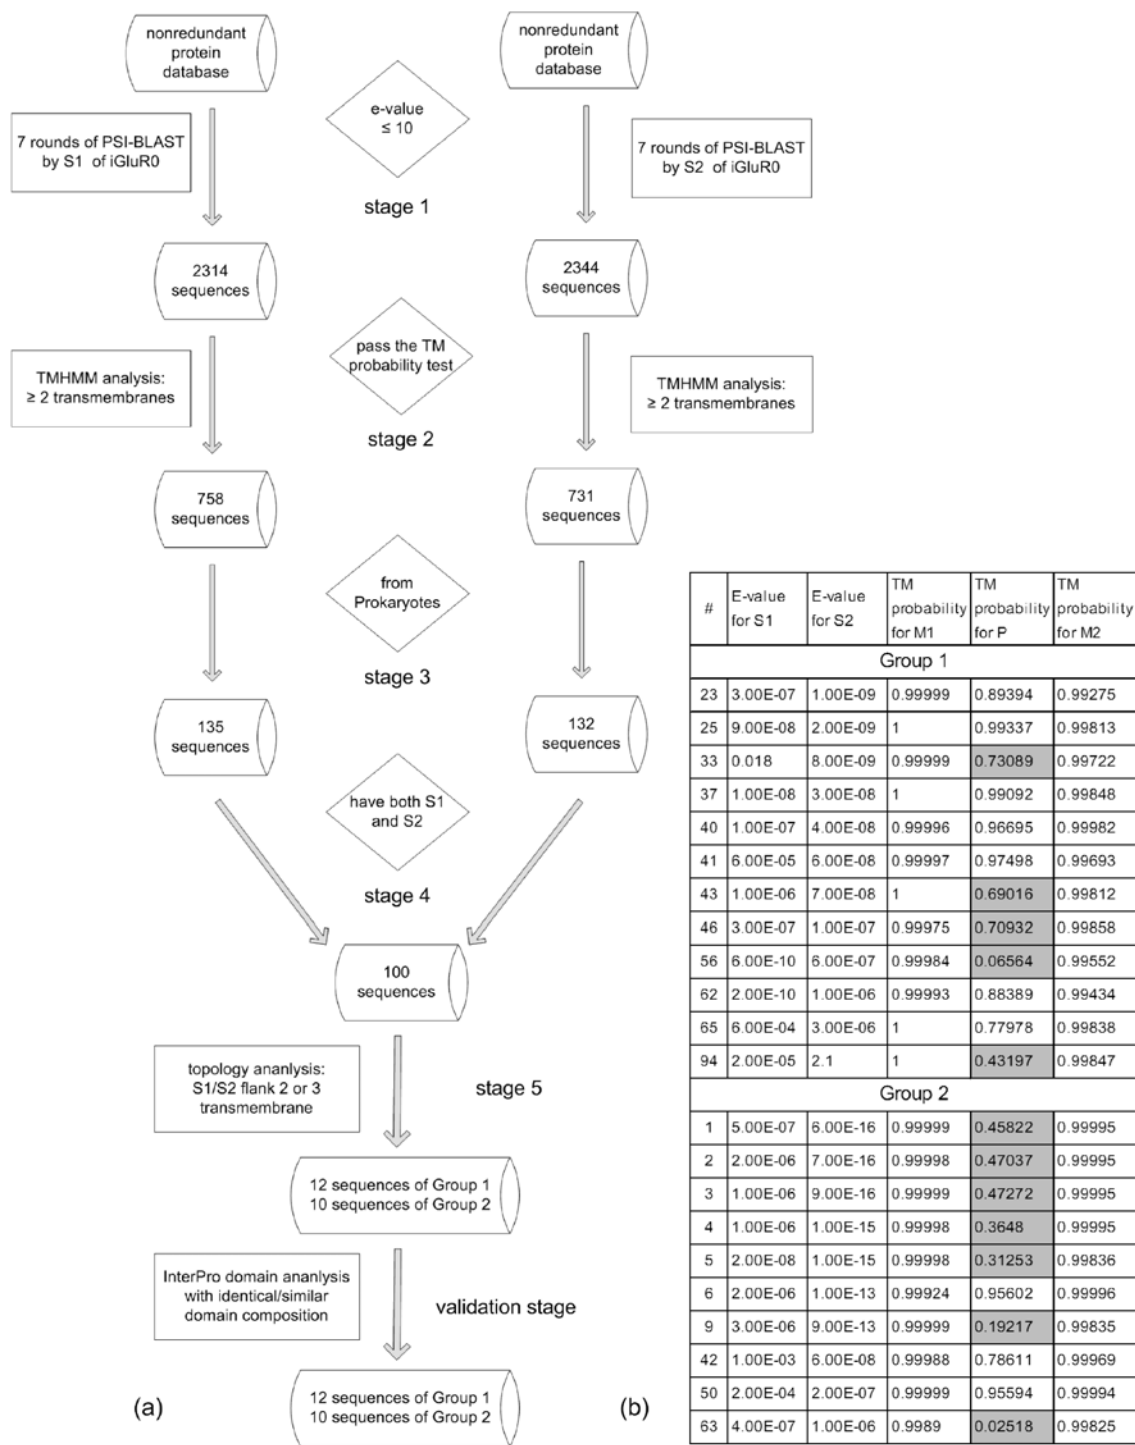 nonredundant
protein
database
nonredundant
protein
database
e-value
≤ 10
7 rounds of PSI-BLAST
by S1 of iGluR0
7 rounds of PSI-BLAST
by S2 of iGluR0
stage 1
2314
sequences
2344
sequences
pass the TM
probability test
TMHMM analysis:
≥ 2 transmembranes
TMHMM analysis:
≥ 2 transmembranes
stage 2
758
sequences
731
sequences
from
Prokaryotes
stage 3
135
sequences
132
sequences
have both S1
and S2
stage 4
100
sequences
topology ananlysis:
S1/S2 flank 2 or 3
transmembrane
stage 5
12 sequences of Group 1
10 sequences of Group 2
InterPro domain ananlysis
with identical/similar
domain composition
validation stage
12 sequences of Group 1
10 sequences of Group 2
(a)
(b)
# E-value for S1 E-value for S2 TM probability for M1 TM probability for P TM probability for M2
Group 1
23 3.00E-07 1.00E-09 0.99999 0.89394 0.99275
25 9.00E-08 2.00E-09 1 0.99337 0.99813
33 0.018 8.00E-09 0.99999 0.73089 0.99722
37 1.00E-08 3.00E-08 1 0.99092 0.99848
40 1.00E-07 4.00E-08 0.99996 0.96695 0.99982
41 6.00E-05 6.00E-08 0.99997 0.97498 0.99693
43 1.00E-06 7.00E-08 1 0.69016 0.99812
46 3.00E-07 1.00E-07 0.99975 0.70932 0.99858
56 6.00E-10 6.00E-07 0.99984 0.06564 0.99552
62 2.00E-10 1.00E-06 0.99993 0.88389 0.99434
65 6.00E-04 3.00E-06 1 0.77978 0.99838
94 2.00E-05 2.1 1 0.43197 0.99847
Group 2
1 5.00E-07 6.00E-16 0.99999 0.45822 0.99995
2 2.00E-06 7.00E-16 0.99998 0.47037 0.99995
3 1.00E-06 9.00E-16 0.99999 0.47272 0.99995
4 1.00E-06 1.00E-15 0.99998 0.3648 0.99995
5 2.00E-08 1.00E-15 0.99998 0.31253 0.99836
6 2.00E-06 1.00E-13 0.99924 0.95602 0.99996
9 3.00E-06 9.00E-13 0.99999 0.19217 0.99835
42 1.00E-03 6.00E-08 0.99988 0.78611 0.99969
50 2.00E-04 2.00E-07 0.99999 0.95594 0.99994
63 4.00E-07 1.00E-06 0.9989 0.02518 0.99825